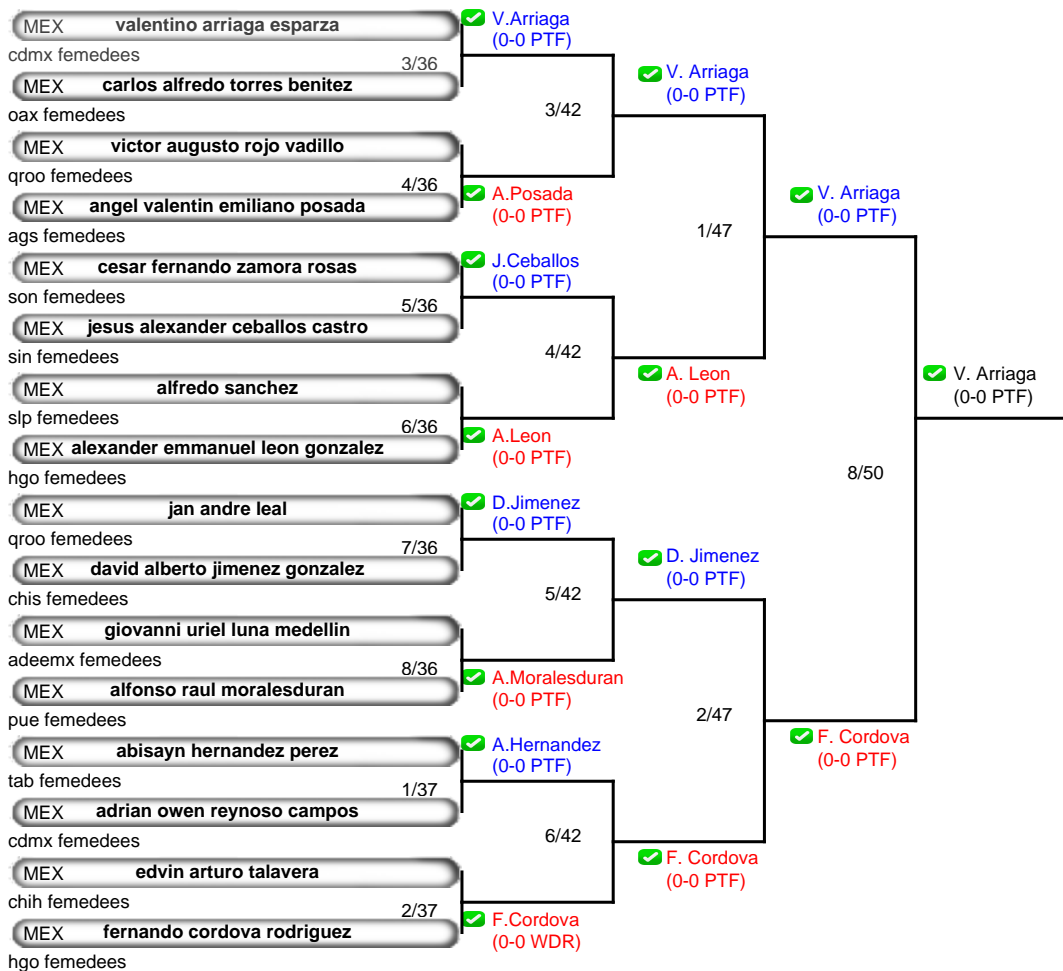 MEX valentino arriaga esparza
cdmx femedees
3/36
MEX carlos alfredo torres benitez
oax femedees
MEX victor augusto rojo vadillo
qroo femedees
4/36
MEX angel valentin emiliano posada
ags femedees
MEX cesar fernando zamora rosas
son femedees
5/36
MEX jesus alexander ceballos castro
sin femedees
MEX alfredo sanchez
slp femedees
6/36
MEX alexander emmanuel leon gonzalez
hgo femedees
MEX jan andre leal
qroo femedees
7/36
MEX david alberto jimenez gonzalez
chis femedees
MEX giovanni uriel luna medellin
adeemx femedees
8/36
MEX alfonso raul moralesduran
pue femedees
MEX abisayn hernandez perez
tab femedees
1/37
MEX adrian owen reynoso campos
cdmx femedees
MEX edvin arturo talavera
chih femedees
2/37
MEX fernando cordova rodriguez
hgo femedees
V.Arriaga
(0-0 PTF)
3/42
A.Posada
(0-0 PTF)
J.Ceballos
(0-0 PTF)
4/42
A.Leon
(0-0 PTF)
D.Jimenez
(0-0 PTF)
5/42
A.Moralesduran
(0-0 PTF)
A.Hernandez
(0-0 PTF)
6/42
F.Cordova
(0-0 WDR)
V. Arriaga
(0-0 PTF)
1/47
A. Leon
(0-0 PTF)
D. Jimenez
(0-0 PTF)
2/47
F. Cordova
(0-0 PTF)
V. Arriaga
(0-0 PTF)
8/50
F. Cordova
(0-0 PTF)
V. Arriaga
(0-0 PTF)